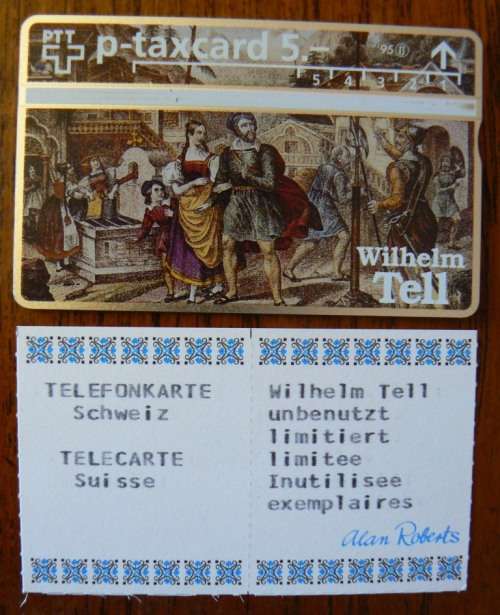 PTT p-taxcard 5.- 95 II
5 4 3 2 1
Wilhelm
Tell
TELEFONKARTE
Schweiz
TELECARTE
Suisse
Wilhelm Tell
unbenutzt
limitiert
limitee
Inutilisee
exemplaires
Alan Roberts